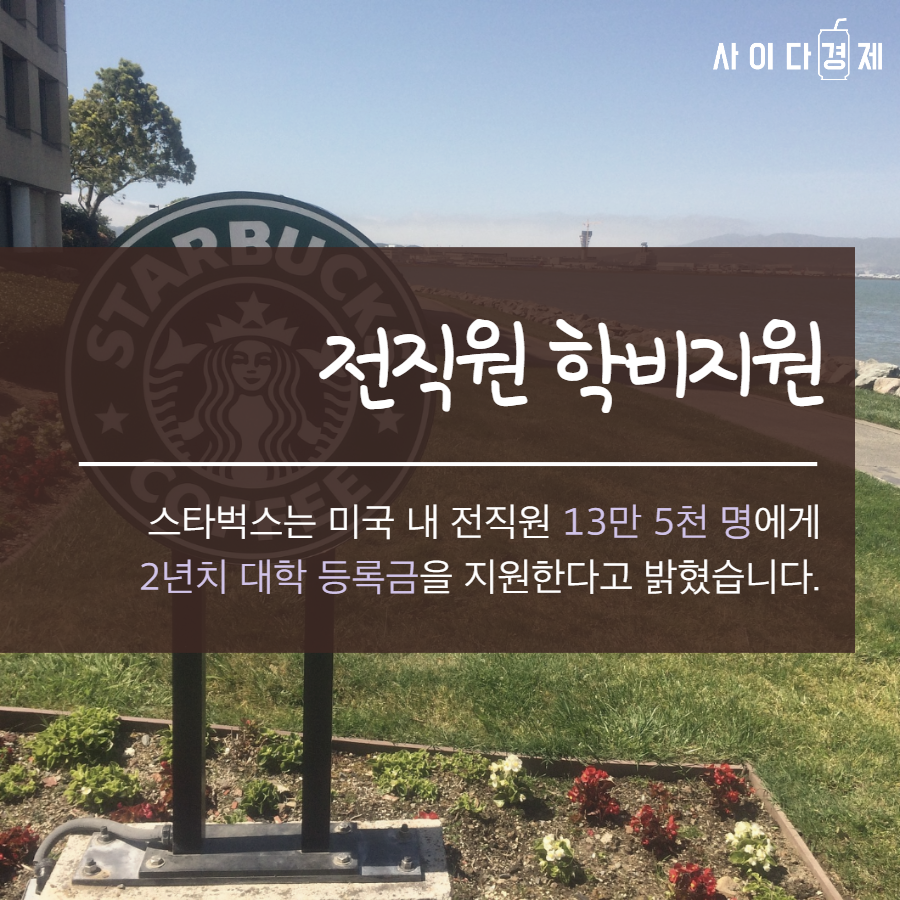 사이다경제
STARBUCKS
전직원 학비지원
COFFEE
스타벅스는 미국 내 전직원 13만 5천 명에게
2년치 대학 등록금을 지원한다고 밝혔습니다.